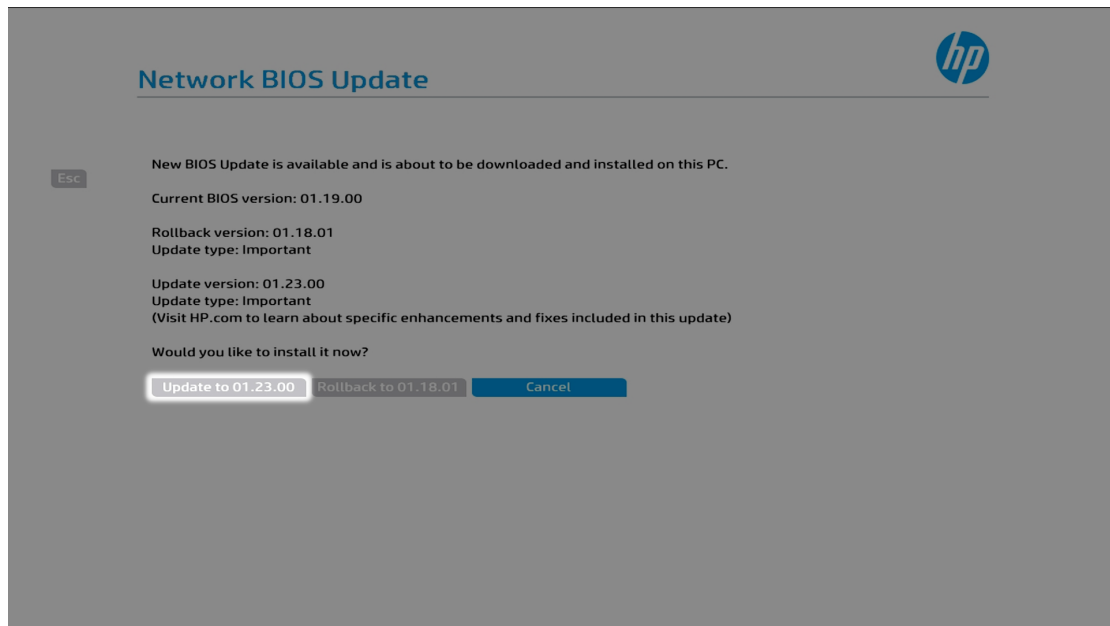 hp
Network BIOS Update
New BIOS Update is available and is about to be downloaded and installed on this PC.
Esc
Current BIOS version: 01.19.00
Rollback version: 01.18.01
Update type: Important
Update version: 01.23.00
Update type: Important
(Visit HP.com to learn about specific enhancements and fixes included in this update)
Would you like to install it now?
Update to 01.23.00 Rollback to 01.18.01 Cancel